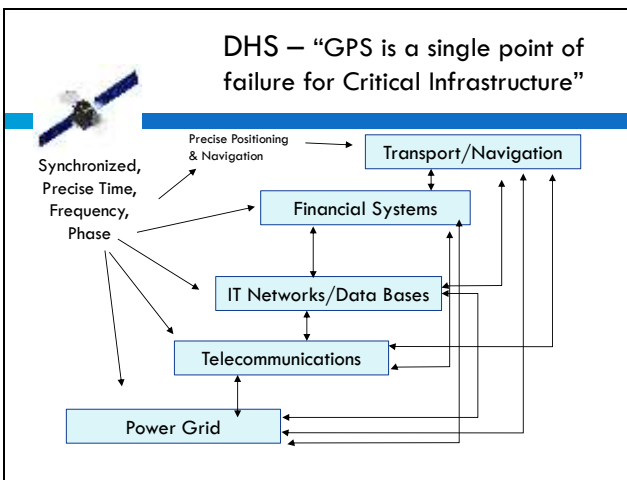 DHS – “GPS is a single point of
failure for Critical Infrastructure”
Precise Positioning
& Navigation
Transport/Navigation
Synchronized,
Precise Time,
Frequency,
Phase
Financial Systems
IT Networks/Data Bases
Telecommunications
Power Grid